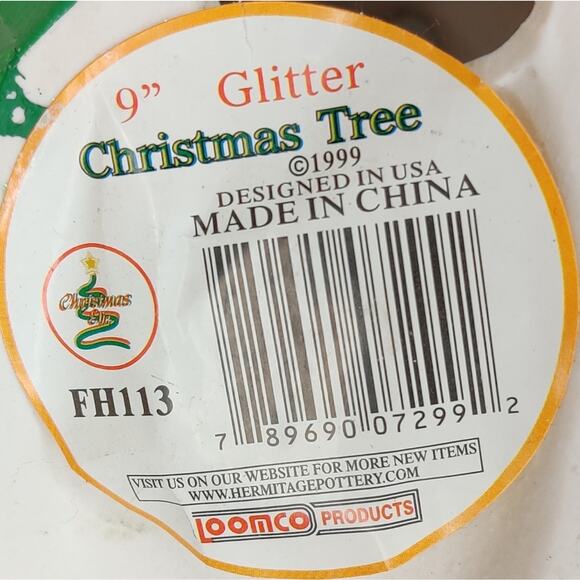 9” Glitter
Christmas Tree
©1999
DESIGNED IN USA
MADE IN CHINA
Christmas
FH113
7 89690 07299 2
VISIT US ON OUR WEBSITE FOR MORE NEW ITEMS
WWW.HERMITAGEPOTTERY.COM
LOOMCO PRODUCTS